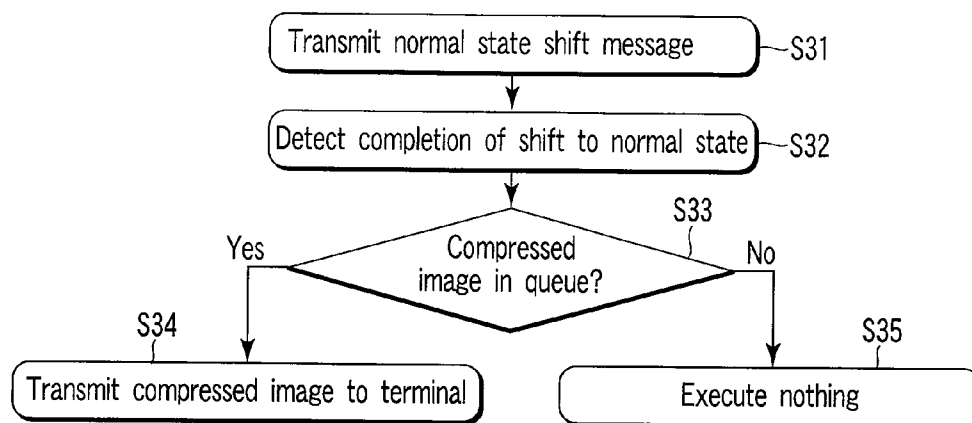 Transmit normal state shift message
S31
Detect completion of shift to normal state
S32
S33
Compressed
image in queue?
Yes
No
S34
Transmit compressed image to terminal
S35
Execute nothing